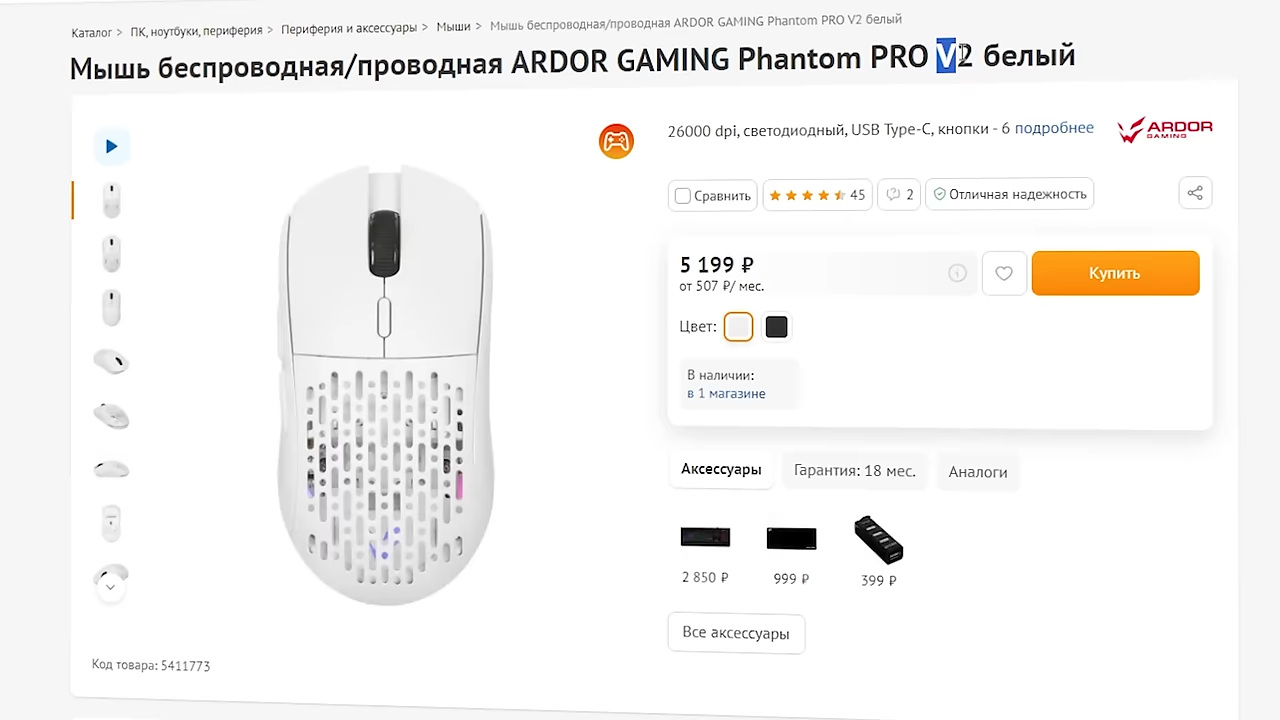 Каталог > ПК, ноутбуки, периферия > Периферия и аксессуары > Мыши > Мышь беспроводная/проводная ARDOR GAMING Phantom PRO V2 белый
Мышь беспроводная/проводная ARDOR GAMING Phantom PRO V2 белый
26000 dpi, светодиодный, USB Type-C, кнопки - 6 подробнее
ARDOR
GAMING
Сравнить
45
2
Отличная надежность
5 199 ₽
от 507 ₽/ мес.
Купить
Цвет:
В наличии:
в 1 магазине
Аксессуары
Гарантия: 18 мес.
Аналоги
2 850 ₽
999 ₽
399 ₽
Все аксессуары
Код товара: 5411773